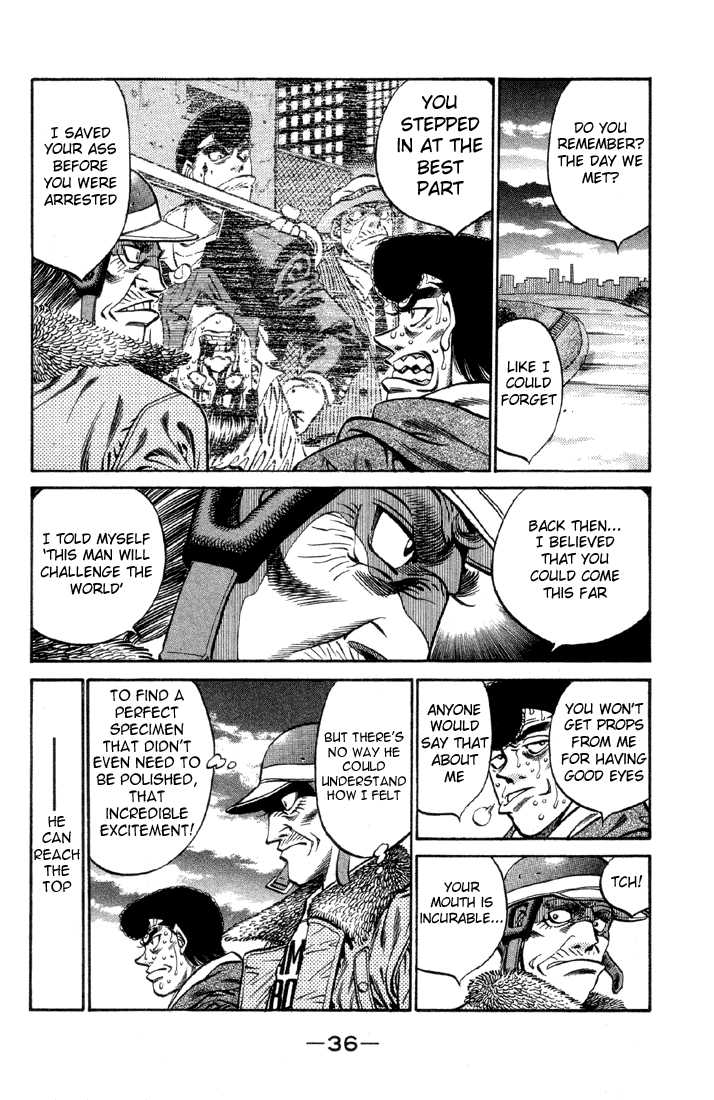 DO YOU
REMEMBER?
THE DAY WE
MET?
LIKE I
COULD
FORGET
YOU
STEPPED
IN AT THE
BEST
PART
I SAVED
YOUR ASS
BEFORE
YOU WERE
ARRESTED
BACK THEN...
I BELIEVED
THAT YOU
COULD COME
THIS FAR
I TOLD MYSELF
'THIS MAN WILL
CHALLENGE THE
WORLD'
YOU WON'T
GET PROPS
FROM ME
FOR HAVING
GOOD EYES
ANYONE
WOULD
SAY THAT
ABOUT
ME
TCH!
YOUR
MOUTH IS
INCURABLE...
BUT THERE'S
NO WAY HE
COULD
UNDERSTAND
HOW I FELT
TO FIND A
PERFECT
SPECIMEN
THAT DIDN'T
EVEN NEED TO
BE POLISHED,
THAT
INCREDIBLE
EXCITEMENT!
HE
CAN
REACH
THE
TOP
—36—